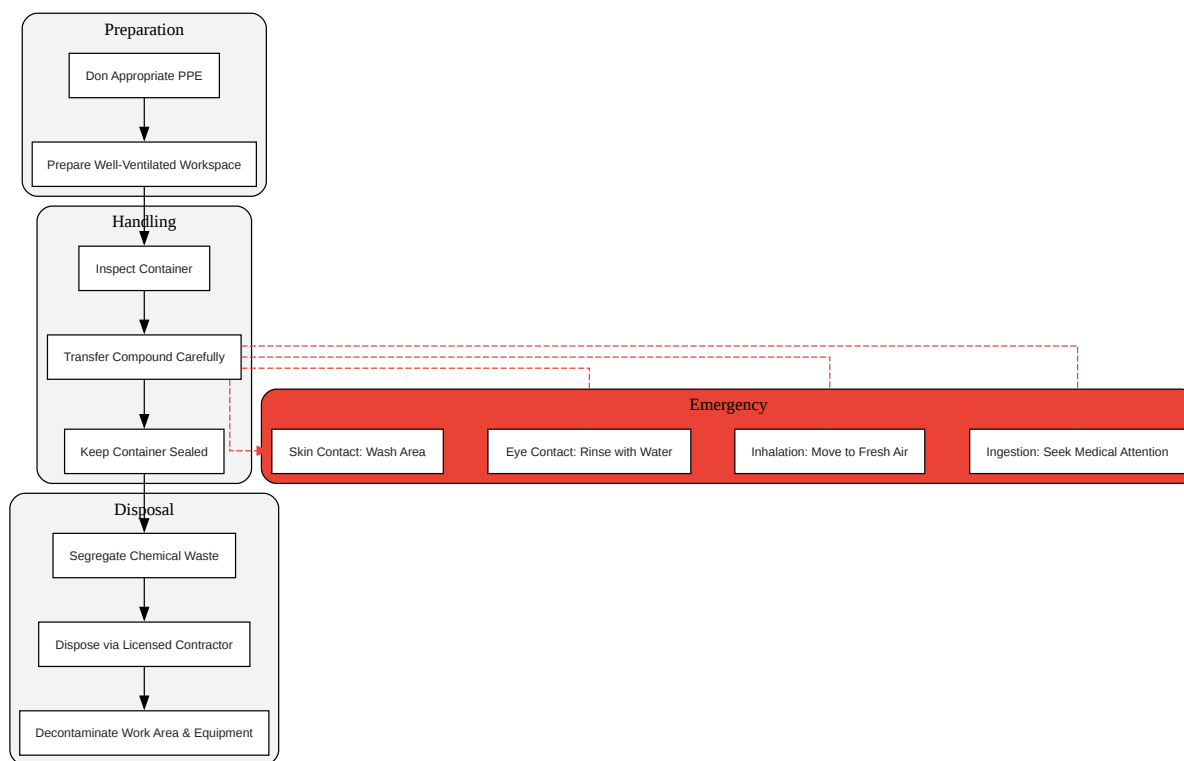 Preparation
Don Appropriate PPE
Prepare Well-Ventilated Workspace
Handling
Inspect Container
Transfer Compound Carefully
Keep Container Sealed
Emergency
Skin Contact: Wash Area
Eye Contact: Rinse with Water
Inhalation: Move to Fresh Air
Ingestion: Seek Medical Attention
Disposal
Segregate Chemical Waste
Dispose via Licensed Contractor
Decontaminate Work Area & Equipment